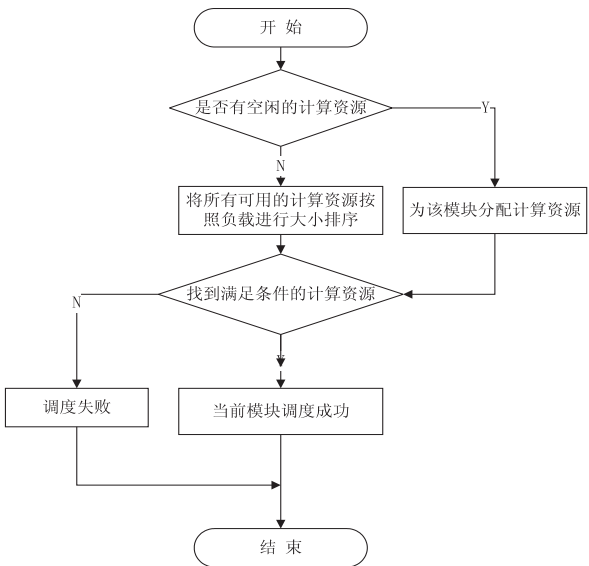 开 始
是否有空闲的计算资源
Y
N
将所有可用的计算资源按
照负载进行大小排序
为该模块分配计算资源
找到满足条件的计算资源
N
调度失败
当前模块调度成功
结 束